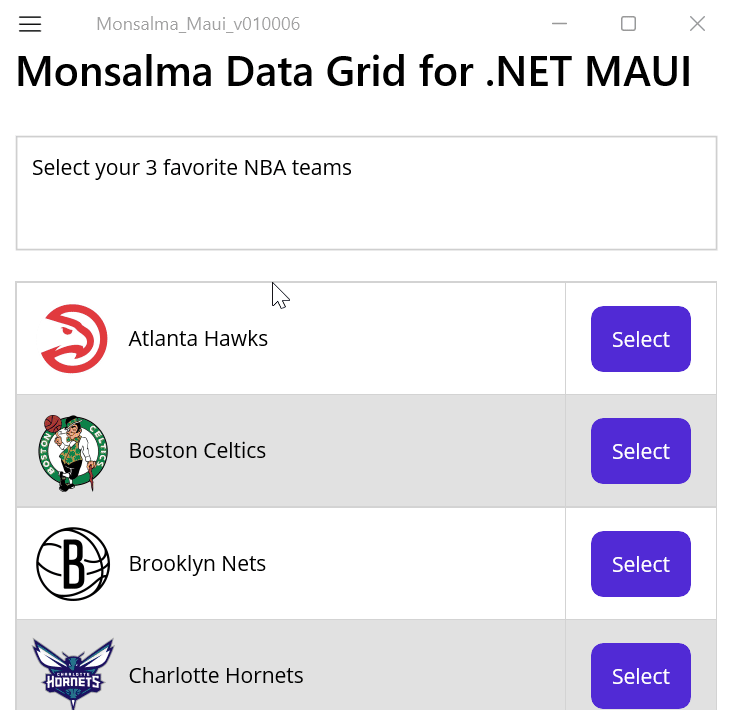 Monsalma_Maui_v010006
Monsalma Data Grid for .NET MAUI
Select your 3 favorite NBA teams
Atlanta Hawks
Select
BOSTON CELTICS
Boston Celtics
Select
B
Brooklyn Nets
Select
CHARLOTTE
HORNETS
Charlotte Hornets
Select